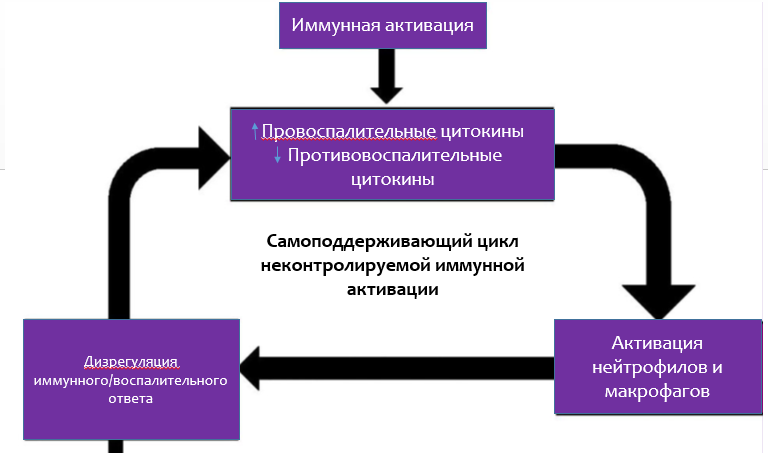 Иммунная активация
↑Провоспалительные цитокины
↓ Противовоспалительные
цитокины
Самоподдерживающий цикл
неконтролируемой иммунной
активации
Дизрегуляция
иммунного/воспалительного
ответа
Активация
нейтрофилов и
макрофагов